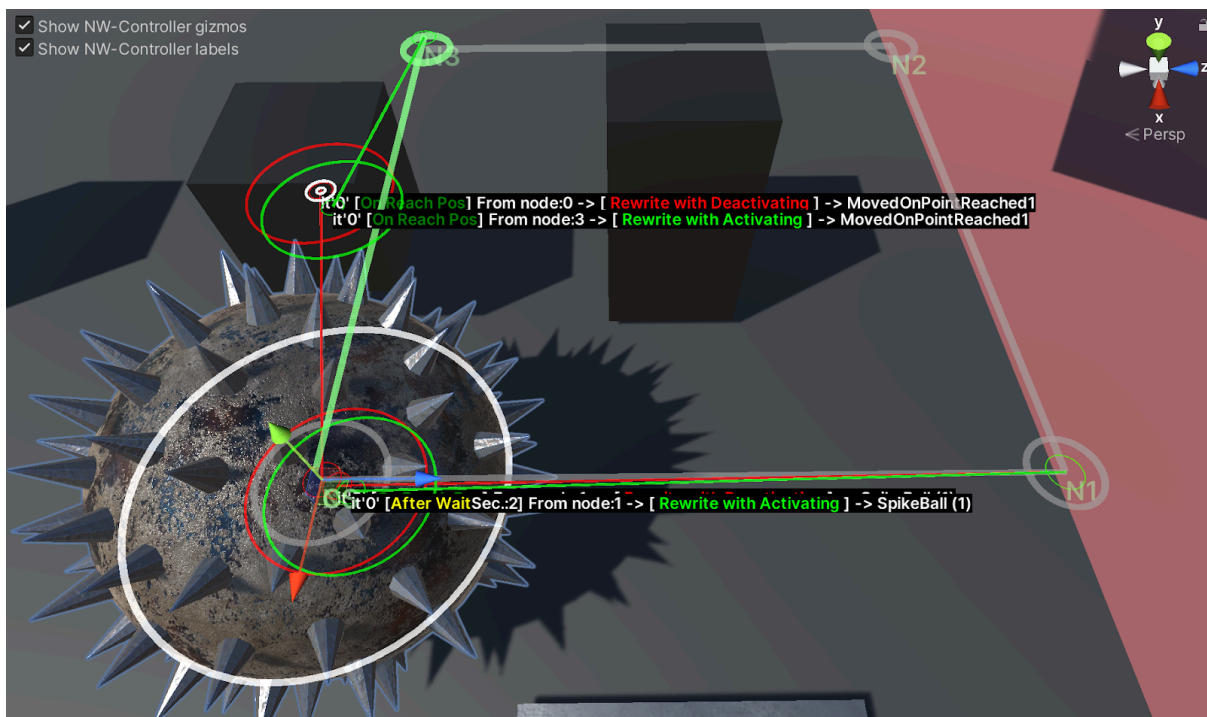 Show NW-Controller gizmos
Show NW-Controller labels
y
z
x
Persp
N3
N2
it'0' [On Reach Pos] From node:0 -> [ Rewrite with Deactivating ] -> MovedOnPointReached1
it'0' [On Reach Pos] From node:3 -> [ Rewrite with Activating ] -> MovedOnPointReached1
N1
it'0' [After WaitSec.:2] From node:1 -> [ Rewrite with Activating ] -> SpikeBall (1)